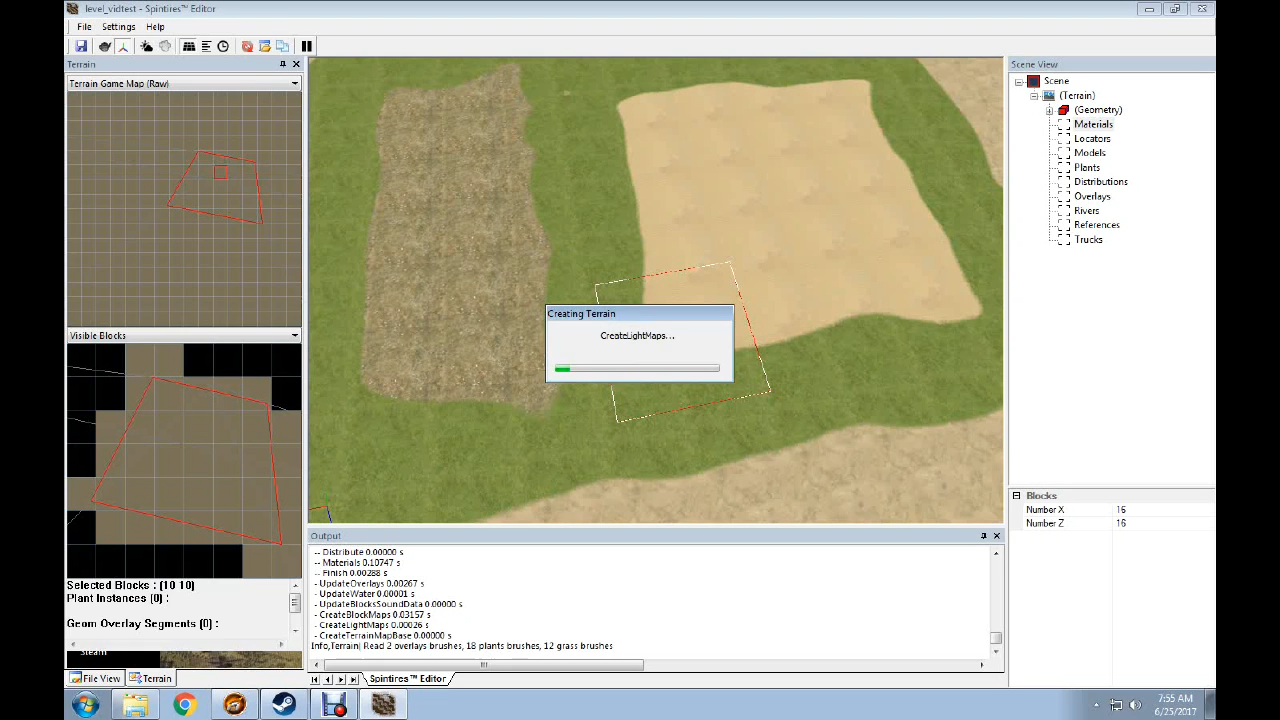 level_vidtest - Spintires™ Editor
File Settings Help
Terrain
Terrain Game Map (Raw)
Visible Blocks
Selected Blocks : (10 10)
Plant Instances (0) :
Geom Overlay Segments (0) :
Steam
File View Terrain
Creating Terrain
CreateLightMaps...
Output
-- Distribute 0.00000 s
-- Materials 0.10747 s
-- Finish 0.00288 s
- UpdateOverlays 0.00267 s
- UpdateWater 0.00001 s
- UpdateBlocksSoundData 0.00000 s
- CreateBlockMaps 0.03157 s
- CreateLightMaps 0.00026 s
- CreateTerrainMapBase 0.00000 s
Info,Terrain| Read 2 overlays brushes, 18 plants brushes, 12 grass brushes
Spintires™ Editor
Scene View
Scene
(Terrain)
(Geometry)
Materials
Locators
Models
Plants
Distributions
Overlays
Rivers
References
Trucks
Blocks
Number X 16
Number Z 16
7:55 AM
6/25/2017